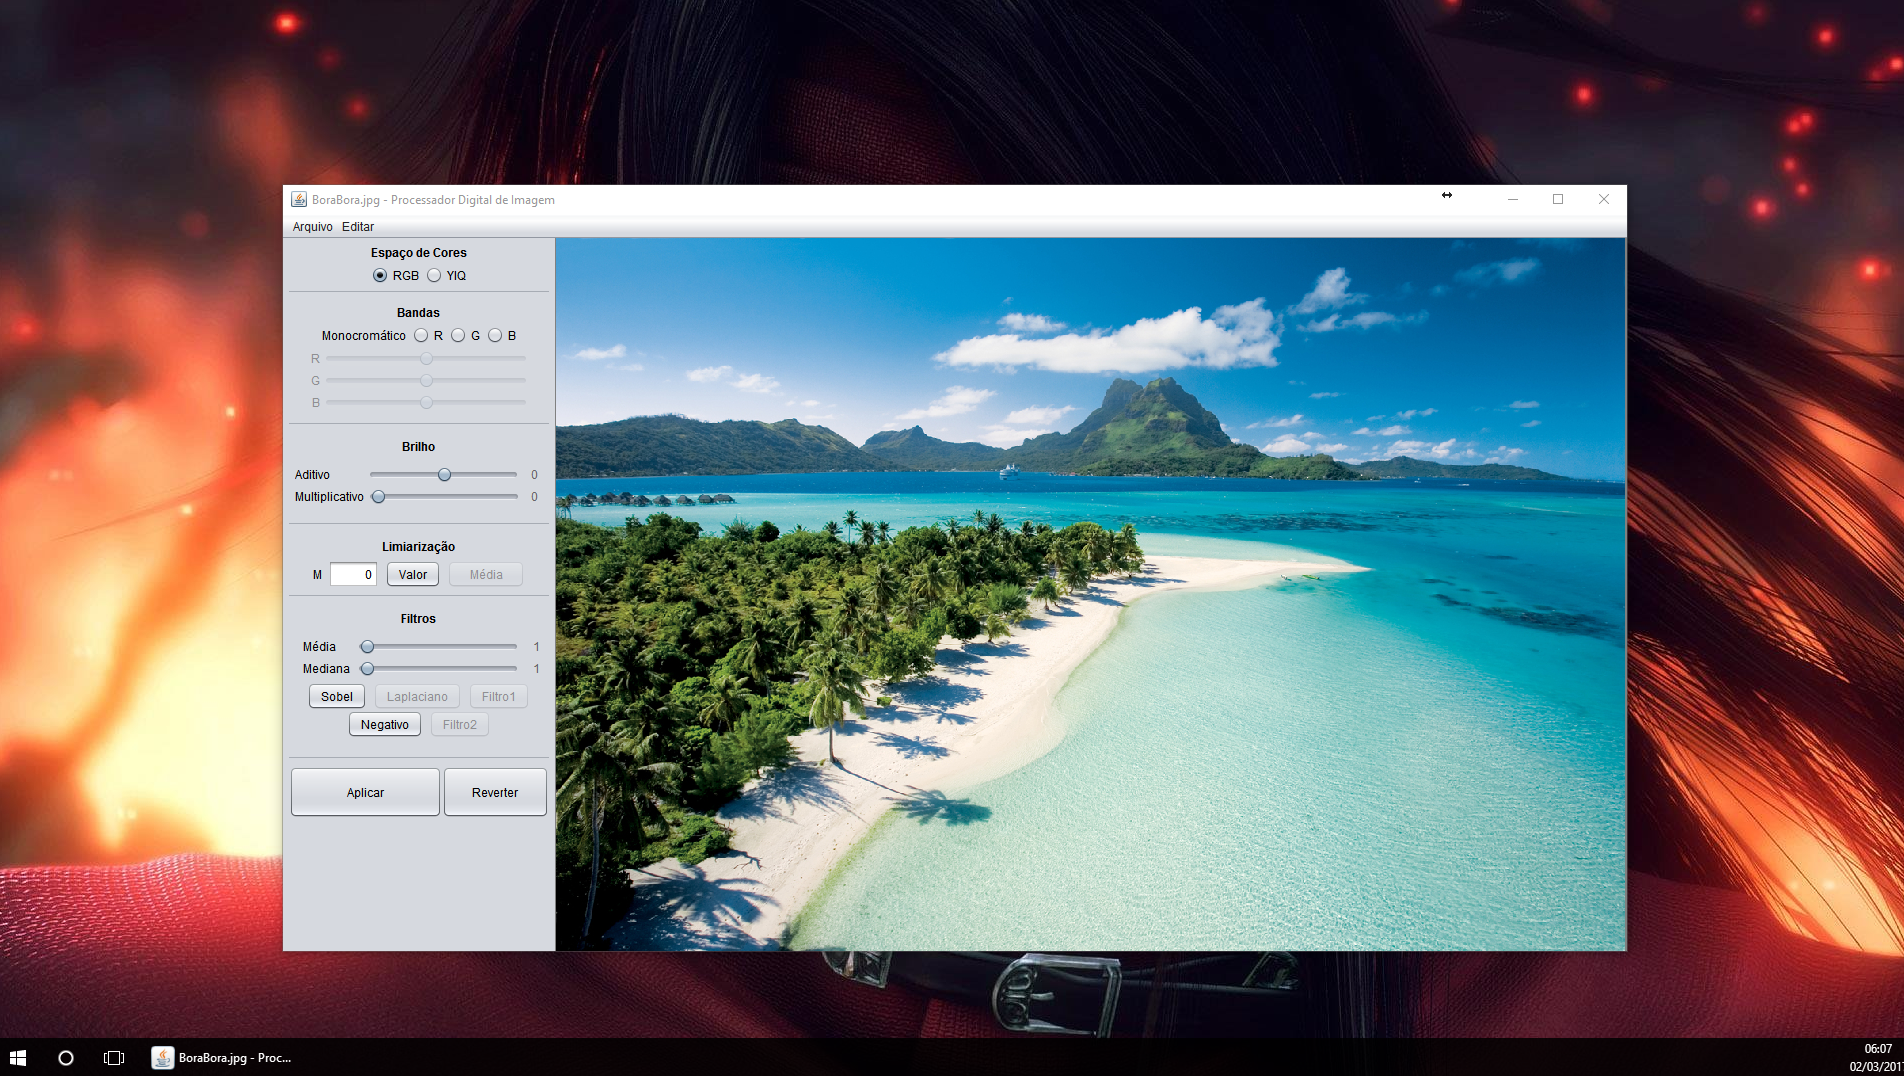 BoraBora.jpg - Processador Digital de Imagem
Arquivo Editar
Espaço de Cores
RGB YIQ
Bandas
Monocromático R G B
R
G
B
Brilho
Aditivo 0
Multiplicativo 0
Limiarização
M 0 Valor Média
Filtros
Média 1
Mediana 1
Sobel Laplaciano Filtro1
Negativo Filtro2
Aplicar Reverter
BoraBora.jpg - Proc...
06:07
02/03/201